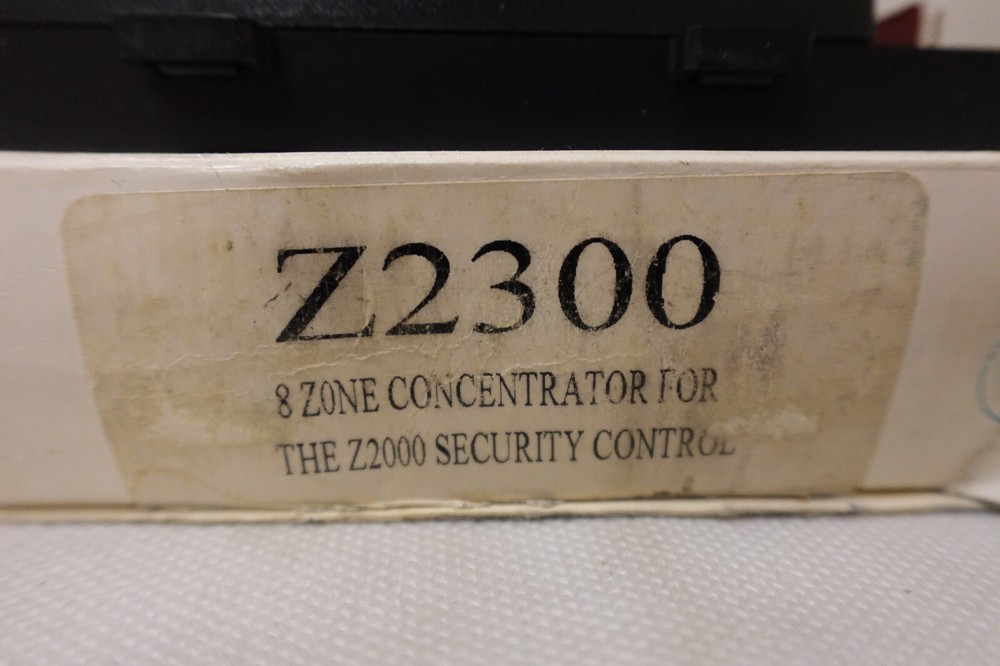 Z2300
8 ZONE CONCENTRATOR FOR
THE Z2000 SECURITY CONTROL